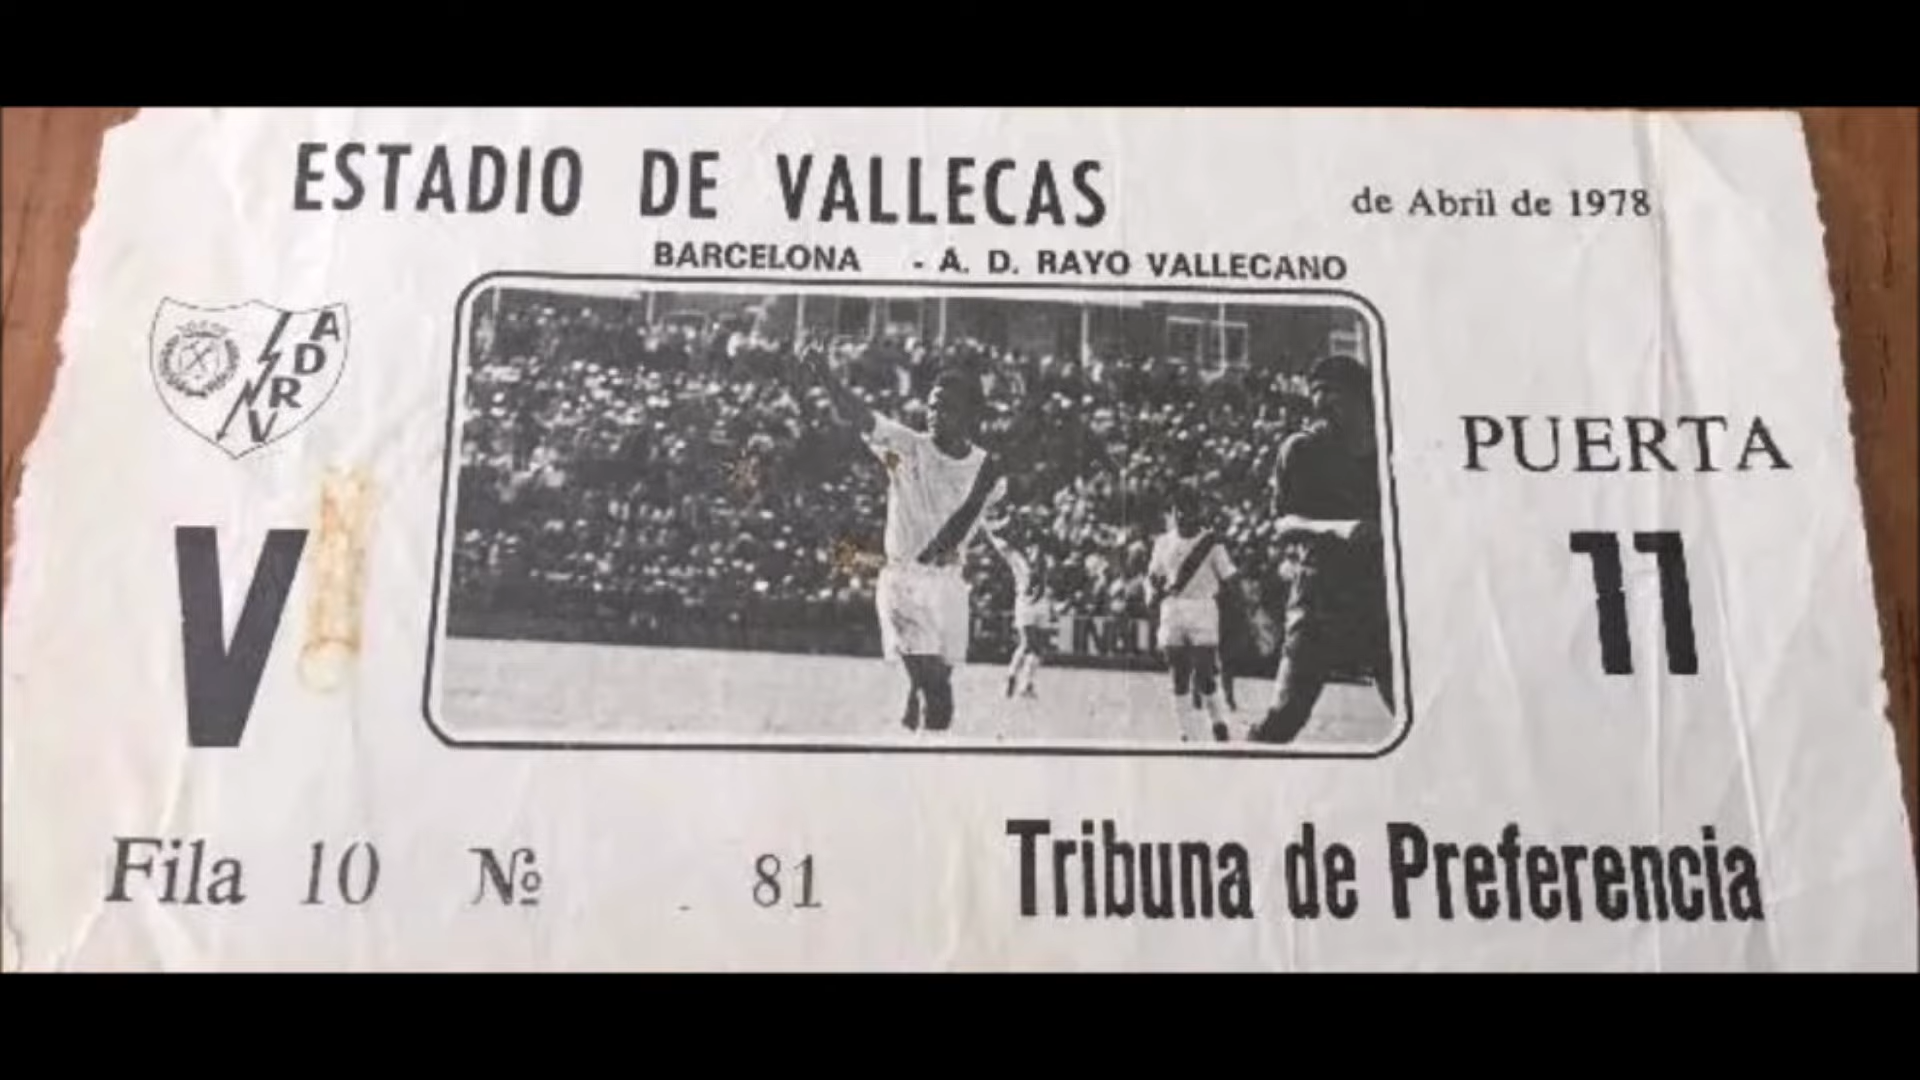 ESTADIO DE VALLECAS
de Abril de 1978
BARCELONA - A. D. RAYO VALLECANO
A
D
R
V
PUERTA
V
11
Fila 10 Nº 81
Tribuna de Preferencia